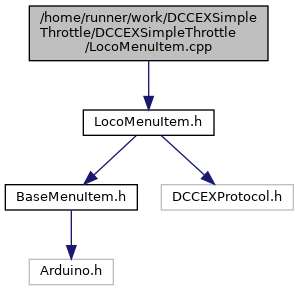 /home/runner/work/DCCEXSimple
Throttle/DCCEXSimpleThrottle
/LocoMenuItem.cpp
LocoMenuItem.h
BaseMenuItem.h
DCCEXProtocol.h
Arduino.h